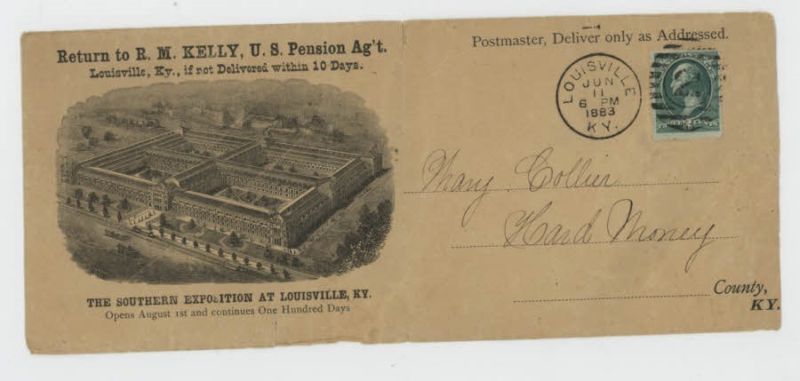 Return to R. M. KELLY, U. S. Pension Ag't.
Louisville, Ky., if not Delivered within 10 Days.
THE SOUTHERN EXPOSITION AT LOUISVILLE, KY.
Opens August 1st and continues One Hundred Days
Postmaster, Deliver only as Addressed.
LOUISVILLE
JUN
11
6 PM
1883
KY.
Mary Collier
Hard Money
County,
KY.